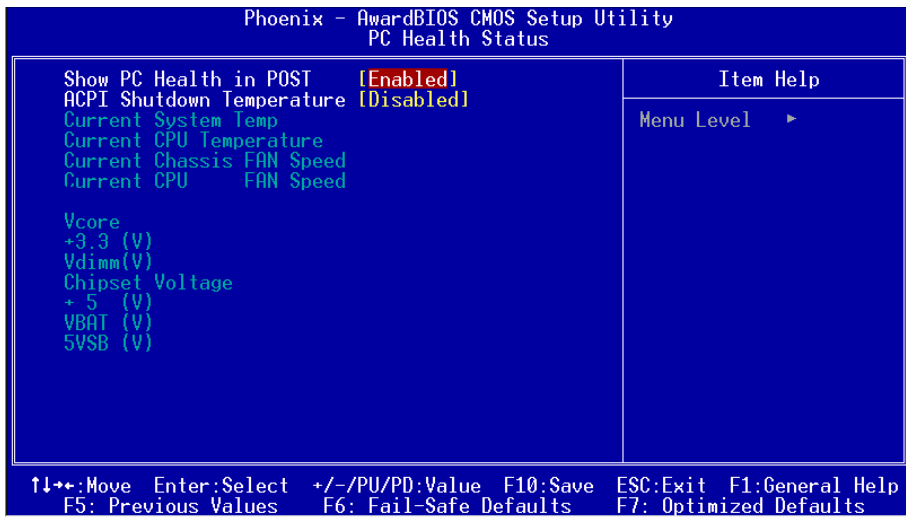 Phoenix - AwardBIOS CMOS Setup Utility
PC Health Status
Show PC Health in POST [Enabled]
ACPI Shutdown Temperature [Disabled]
Current System Temp
Current CPU Temperature
Current Chassis FAN Speed
Current CPU FAN Speed
Vcore
+3.3 (V)
Vdimm(V)
Chipset Voltage
+ 5 (V)
VBAT (V)
5VSB (V)
Item Help
Menu Level ►
↑↓→←:Move Enter:Select +/-/PU/PD:Value F10:Save ESC:Exit F1:General Help
F5: Previous Values F6: Fail-Safe Defaults F7: Optimized Defaults